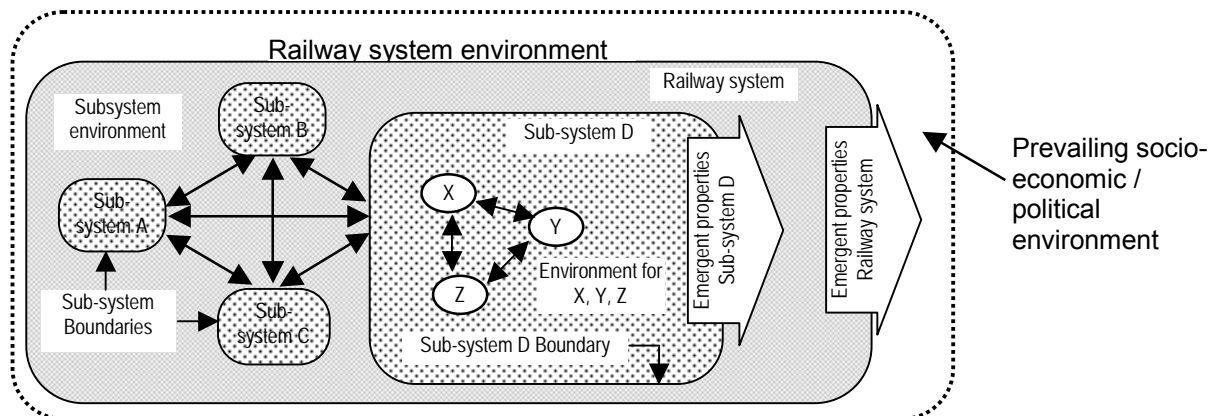 Railway system environment
Railway system
Subsystem
environment
Sub-
system B
Sub-system D
Sub-
system A
X
Y
Z
Environment for
X, Y, Z
Sub-system
Boundaries
Sub-
system C
Sub-system D Boundary
Emergent properties
Sub-system D
Emergent properties
Railway system
Prevailing socio-
economic /
political
environment